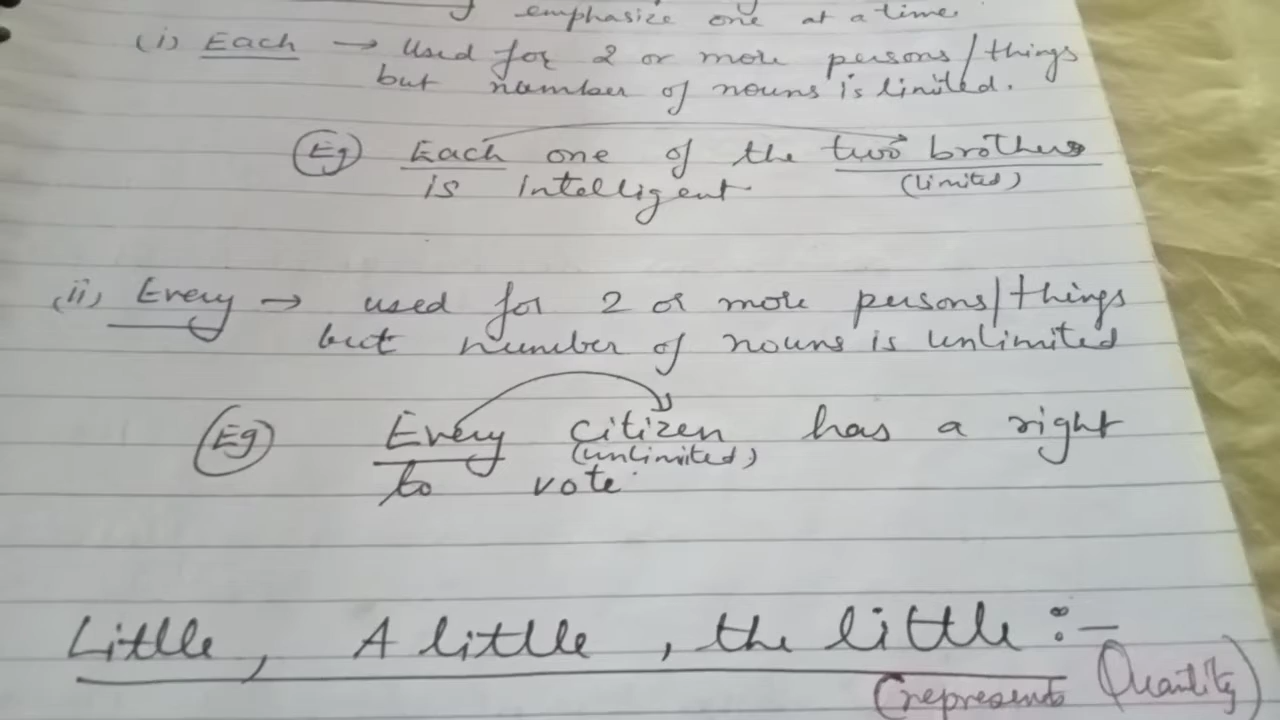 emphasize one at a time
(i) Each → Used for 2 or more persons/things
but number of nouns is limited.
Eg Each one of the two brothers
is intelligent (limited)
(ii) Every → used for 2 or more persons/things
but number of nouns is unlimited
Eg Every citizen has a right
(unlimited)
to vote
Little, A little, the little :-
(represents Quantity)